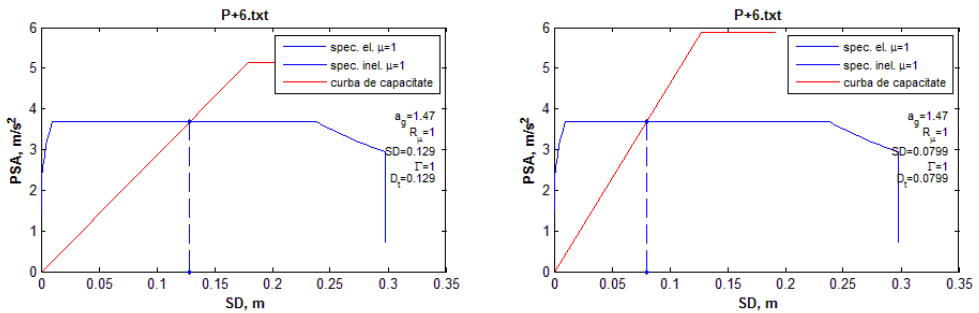 P+6.txt
PSA, m/s²
6
5
4
3
2
1
0
spec. el. μ=1
spec. inel. μ=1
curba de capacitate
a_g=1.47
R_μ=1
SD=0.129
Γ=1
D_t=0.129
0 0.05 0.1 0.15 0.2 0.25 0.3 0.35
SD, m
P+6.txt
PSA, m/s²
6
5
4
3
2
1
0
spec. el. μ=1
spec. inel. μ=1
curba de capacitate
a_g=1.47
R_μ=1
SD=0.0799
Γ=1
D_t=0.0799
0 0.05 0.1 0.15 0.2 0.25 0.3 0.35
SD, m